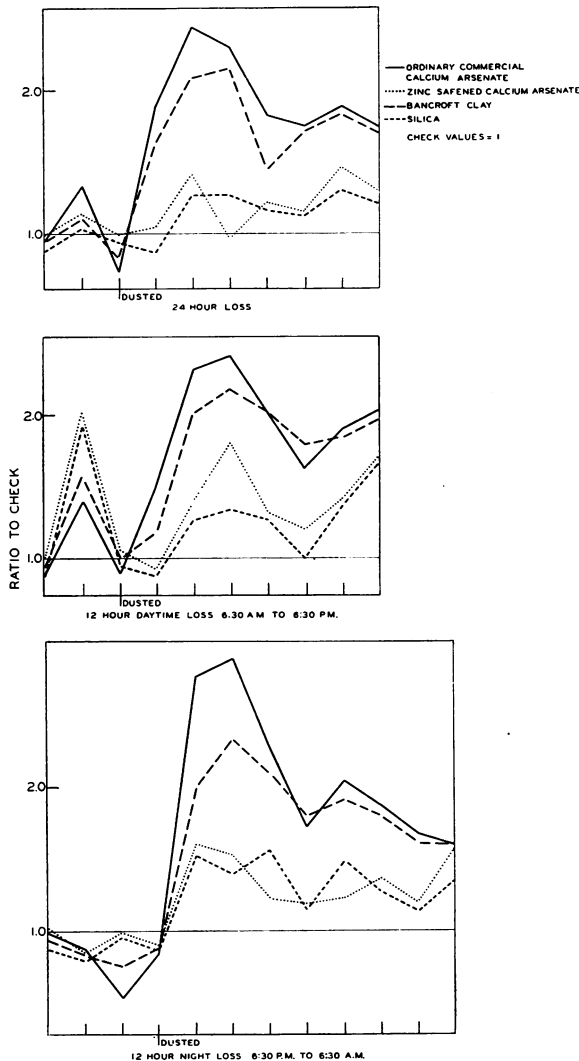 2.0
1.0
ORDINARY COMMERCIAL
CALCIUM ARSENATE
ZINC SAFENED CALCIUM ARSENATE
BANCROFT CLAY
SILICA
CHECK VALUES = 1
DUSTED
24 HOUR LOSS
RATIO TO CHECK
2.0
1.0
DUSTED
12 HOUR DAYTIME LOSS 6.30 AM TO 6:30 PM.
2.0
1.0
DUSTED
12 HOUR NIGHT LOSS 6:30 P.M. TO 6:30 A.M.